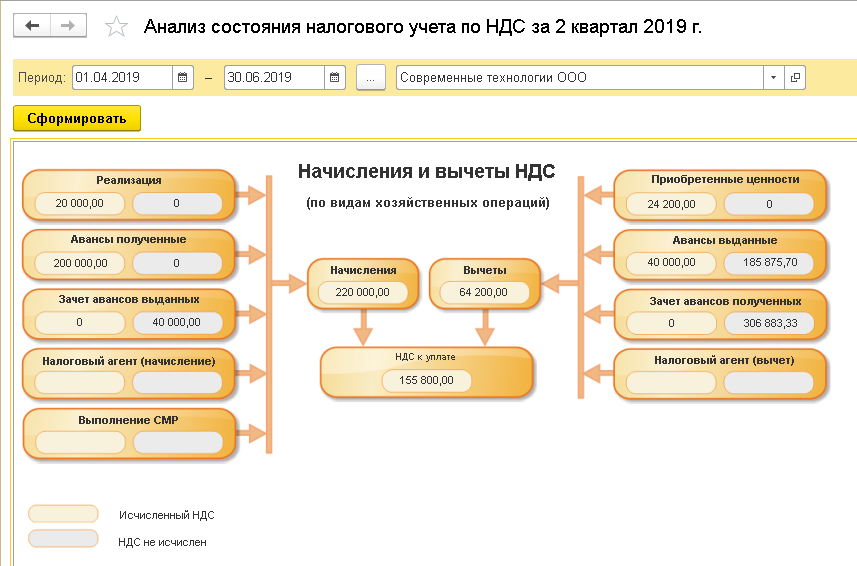 Анализ состояния налогового учета по НДС за 2 квартал 2019 г.
Период: 01.04.2019 – 30.06.2019 ... Современные технологии ООО
Сформировать
Начисления и вычеты НДС
(по видам хозяйственных операций)
Реализация
20 000,00 0
Авансы полученные
200 000,00 0
Зачет авансов выданных
0 40 000,00
Налоговый агент (начисление)
Выполнение СМР
Начисления
220 000,00
Вычеты
64 200,00
НДС к уплате
155 800,00
Приобретенные ценности
24 200,00 0
Авансы выданные
40 000,00 185 875,70
Зачет авансов полученных
0 306 883,33
Налоговый агент (вычет)
Исчисленный НДС
НДС не исчислен